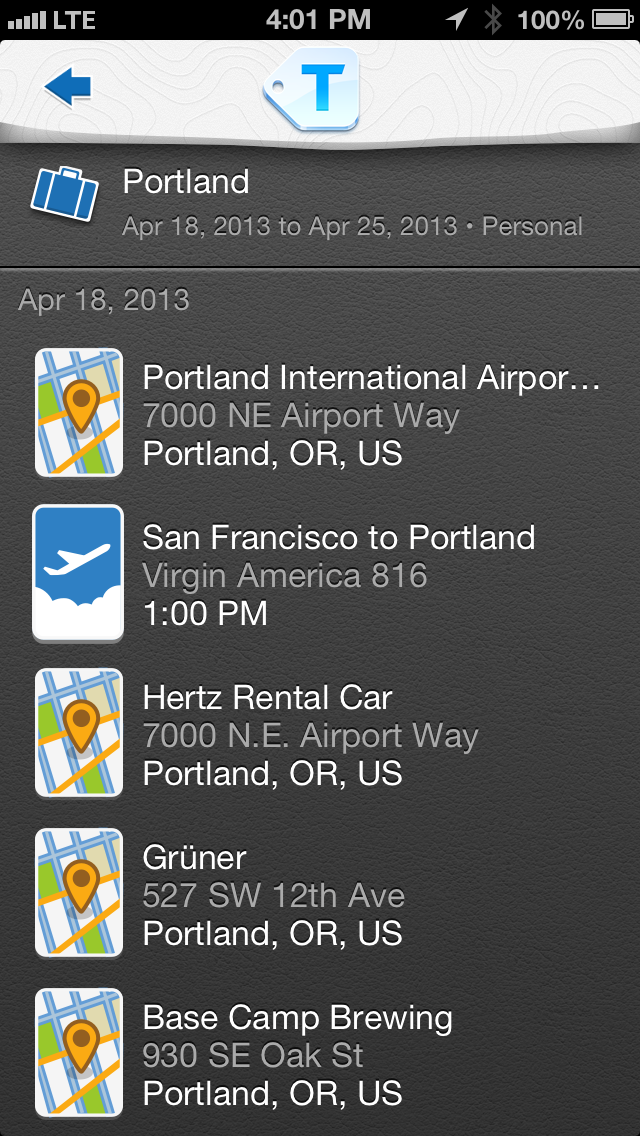 LTE 4:01 PM 100%
T
Portland
Apr 18, 2013 to Apr 25, 2013 • Personal
Apr 18, 2013
Portland International Airpor...
7000 NE Airport Way
Portland, OR, US
San Francisco to Portland
Virgin America 816
1:00 PM
Hertz Rental Car
7000 N.E. Airport Way
Portland, OR, US
Grüner
527 SW 12th Ave
Portland, OR, US
Base Camp Brewing
930 SE Oak St
Portland, OR, US